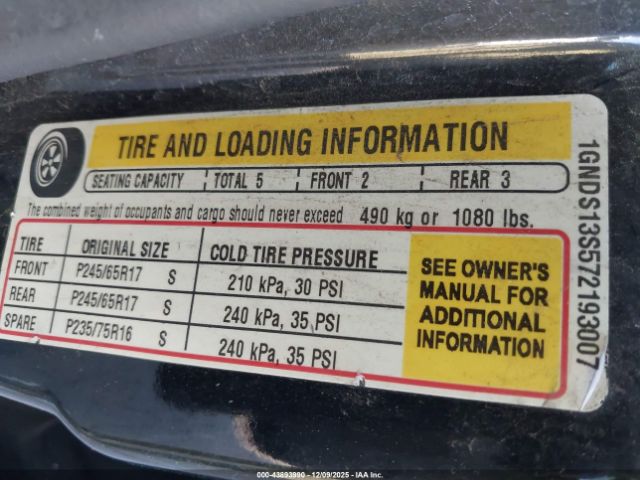 TIRE AND LOADING INFORMATION
SEATING CAPACITY TOTAL 5 FRONT 2 REAR 3
The combined weight of occupants and cargo should never exceed 490 kg or 1080 lbs.
TIRE ORIGINAL SIZE COLD TIRE PRESSURE
FRONT P245/65R17 S 210 kPa, 30 PSI
REAR P245/65R17 S 240 kPa, 35 PSI
SPARE P235/75R16 S 240 kPa, 35 PSI
SEE OWNER'S
MANUAL FOR
ADDITIONAL
INFORMATION
1GNDS13S572193007
000-43893990 - 12/09/2025 - IAA Inc.